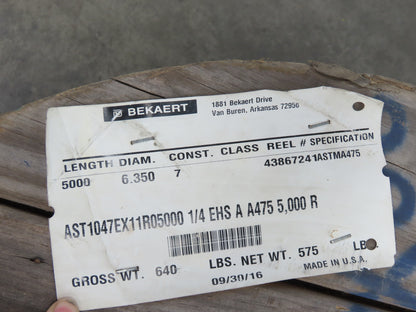 BEKAERT
1881 Bekaert Drive
Van Buren, Arkansas 72956
LENGTH DIAM. CONST. CLASS REEL # SPECIFICATION
5000 6.350 7 43867241ASTMA475
AST1047EX11R05000 1/4 EHS A A475 5,000 R
GROSS WT. 640 LBS. NET WT. 575 LBS.
09/30/16 MADE IN U.S.A.